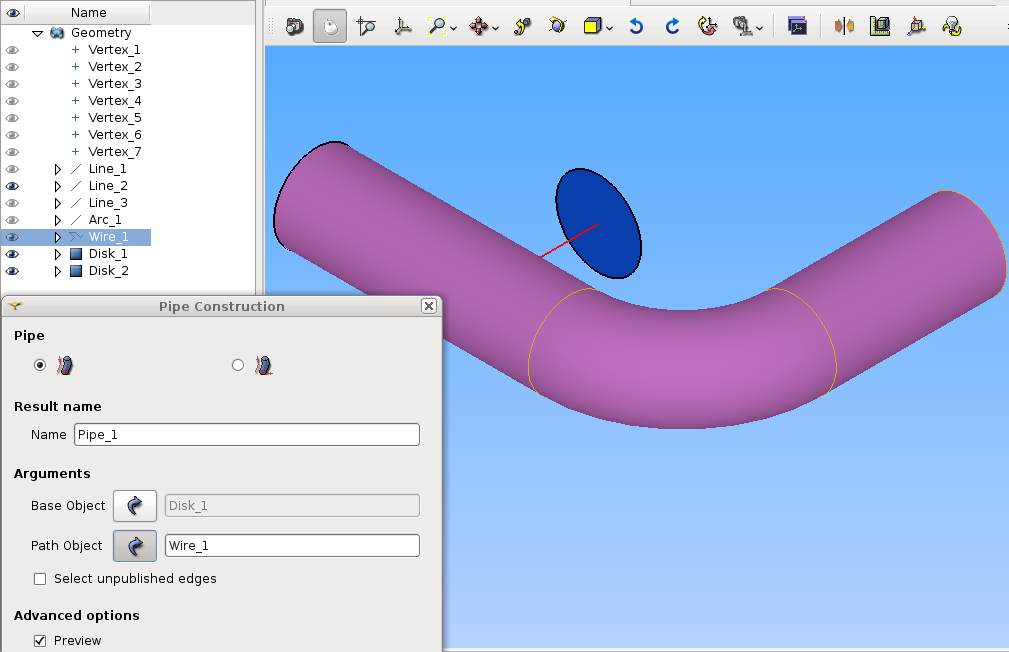 Name
Geometry
Vertex_1
Vertex_2
Vertex_3
Vertex_4
Vertex_5
Vertex_6
Vertex_7
Line_1
Line_2
Line_3
Arc_1
Wire_1
Disk_1
Disk_2
Pipe Construction
Pipe
Result name
Name Pipe_1
Arguments
Base Object Disk_1
Path Object Wire_1
Select unpublished edges
Advanced options
Preview